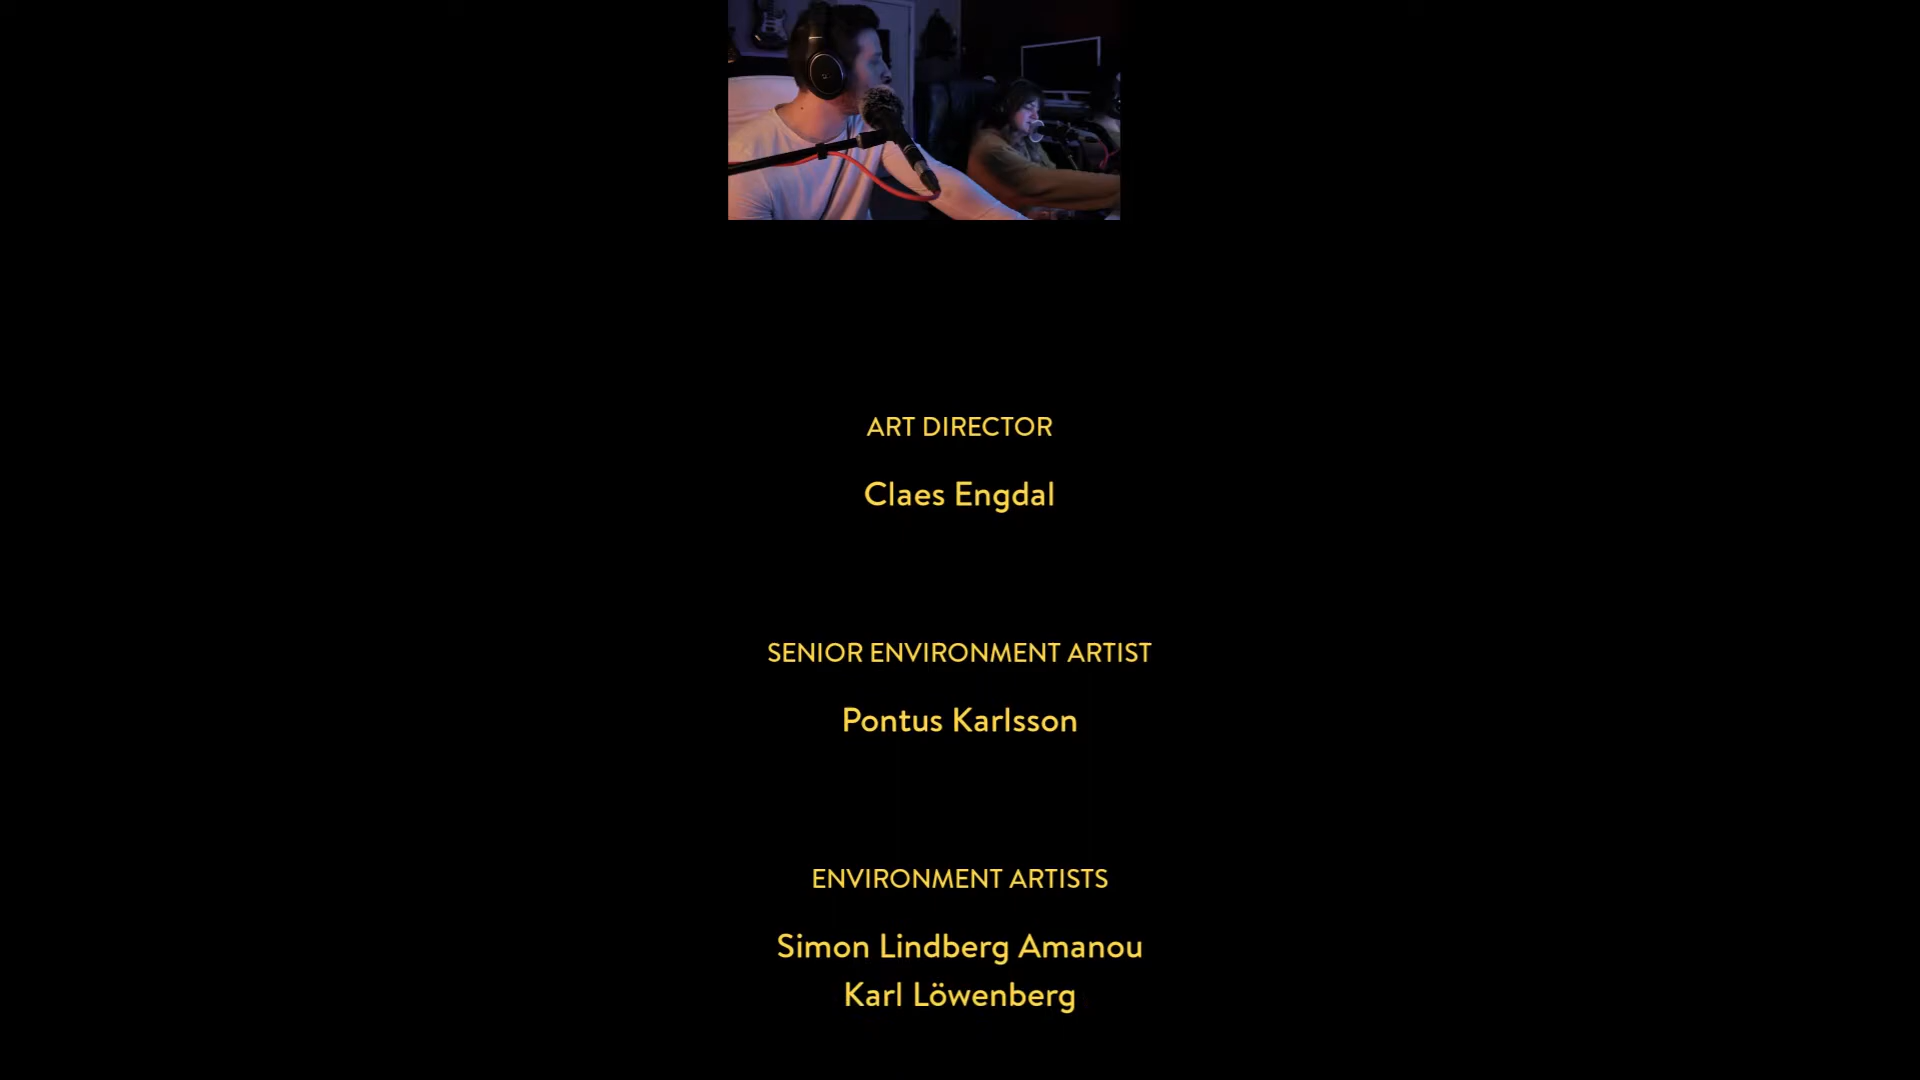 ART DIRECTOR
Claes Engdal
SENIOR ENVIRONMENT ARTIST
Pontus Karlsson
ENVIRONMENT ARTISTS
Simon Lindberg Amanou
Karl Löwenberg